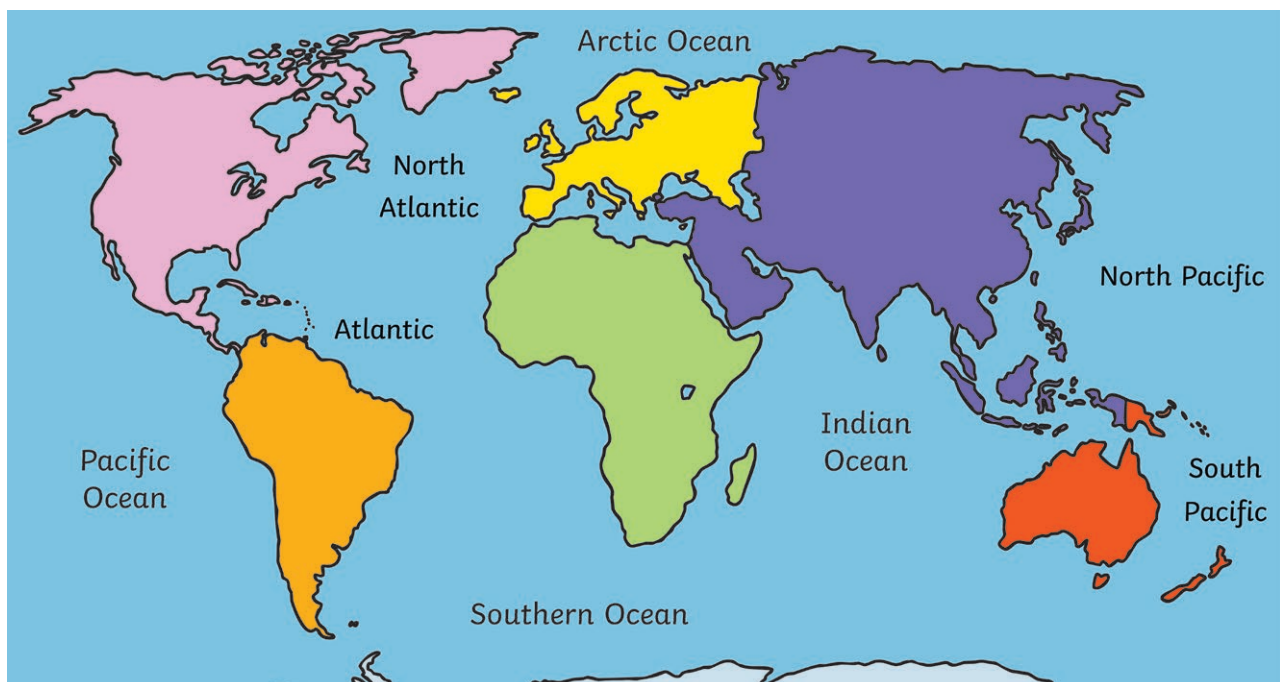 Arctic Ocean
North
Atlantic
North Pacific
Atlantic
Pacific
Ocean
Indian
Ocean
South
Pacific
Southern Ocean